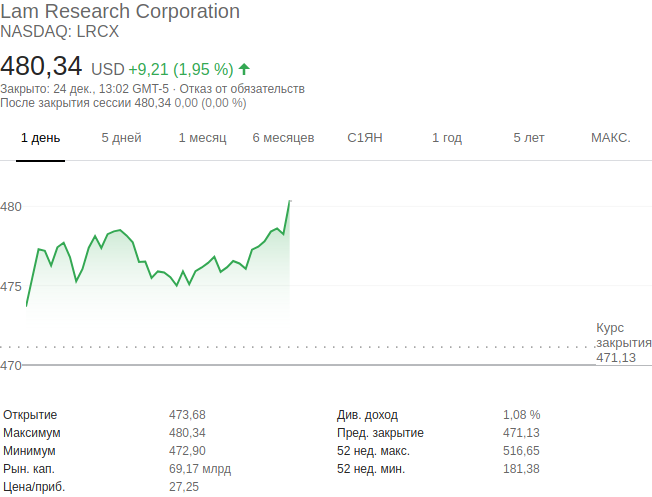 Lam Research Corporation
NASDAQ: LRCX
480,34 USD +9,21 (1,95 %)
Закрыто: 24 дек., 13:02 GMT-5 · Отказ от обязательств
После закрытия сессии 480,34 0,00 (0,00 %)
1 день 5 дней 1 месяц 6 месяцев С1ЯН 1 год 5 лет МАКС.
480
475
Курс
закрытия
471,13
470
Открытие 473,68 Див. доход 1,08 %
Максимум 480,34 Пред. закрытие 471,13
Минимум 472,90 52 нед. макс. 516,65
Рын. кап. 69,17 млрд 52 нед. мин. 181,38
Цена/приб. 27,25